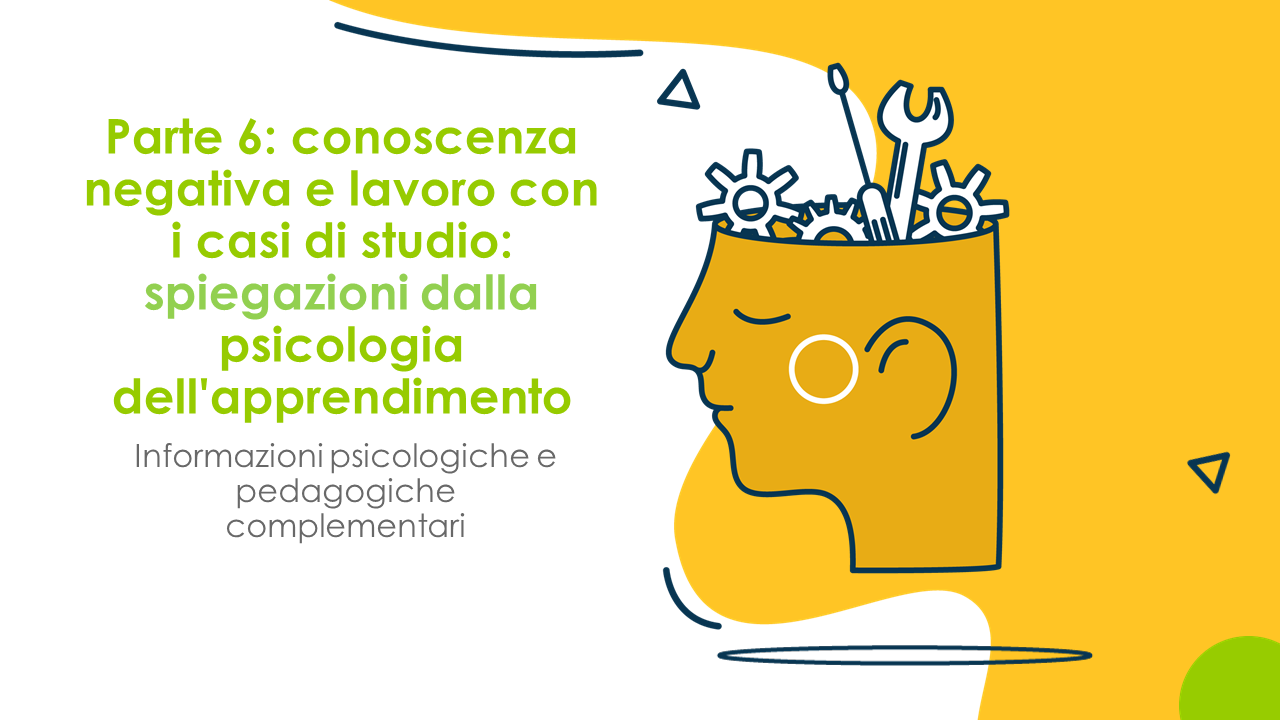 Parte 6: conoscenza
negativa e lavoro con
i casi di studio:
spiegazioni dalla
psicologia
dell'apprendimento
Informazioni psicologiche e
pedagogiche
complementari